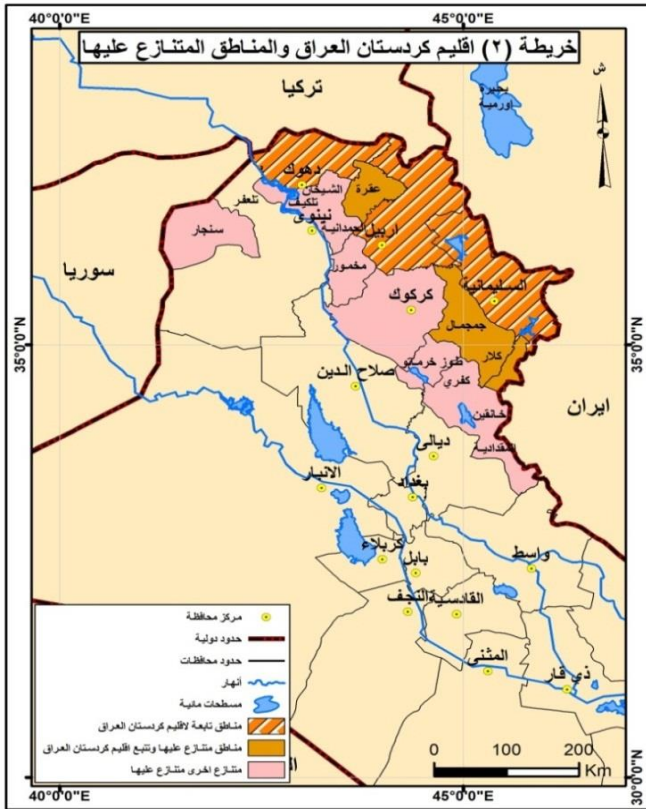 40°0'0"E
45°0'0"E
خريطة (٢) اقليم كردستان العراق والمناطق المتنازع عليها
تركيا
بحيرة
اورمية
ش
دهوك
الشيخان
عقرة
تلعفر
تلكيف
سنجار
نينوى
الحمدانية
اربيل
مخمور
سوريا
السليمانية
كركوك
جمجمال
35°0'0"N
35°0'0"N
كلار
طوز خرماتو
كفري
صلاح الدين
ايران
خانقين
ديالى
المقدادية
الانبار
بغداد
كربلاء
بابل
واسط
النجف
القادسية
المثنى
ذي قار
مركز محافظة
حدود دولية
حدود محافظات
أنهار
مسطحات مائية
مناطق تابعة لاقليم كردستان العراق
مناطق متنازع عليها وتتبع اقليم كردستان العراق
متنازع اخرى متنازع عليها
0 100 200
Km
30°0'0"N
40°0'0"E
45°0'0"E